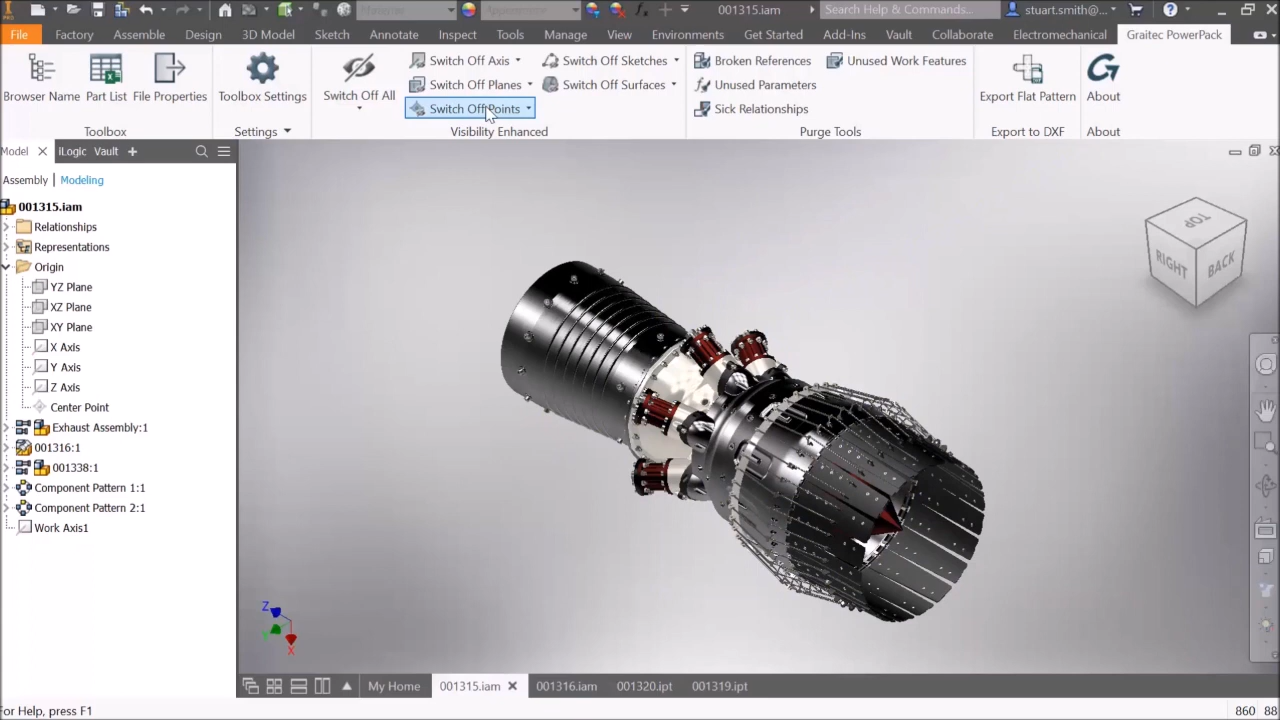 PRO
001315.iam
Search Help & Commands...
stuart.smith@...
File Factory Assemble Design 3D Model Sketch Annotate Inspect Tools Manage View Environments Get Started Add-Ins Vault Collaborate Electromechanical Graitec PowerPack
Browser Name
Part List
File Properties
Toolbox
Toolbox Settings
Settings
Switch Off All
Switch Off Axis
Switch Off Planes
Switch Off Points
Switch Off Sketches
Switch Off Surfaces
Visibility Enhanced
Broken References
Unused Parameters
Sick Relationships
Unused Work Features
Purge Tools
Export Flat Pattern
Export to DXF
About
About
Model iLogic Vault
Assembly | Modeling
001315.iam
Relationships
Representations
Origin
YZ Plane
XZ Plane
XY Plane
X Axis
Y Axis
Z Axis
Center Point
Exhaust Assembly:1
001316:1
001338:1
Component Pattern 1:1
Component Pattern 2:1
Work Axis1
TOP
RIGHT
BACK
Z
Y
X
My Home
001315.iam
001316.iam
001320.ipt
001319.ipt
For Help, press F1
860 88